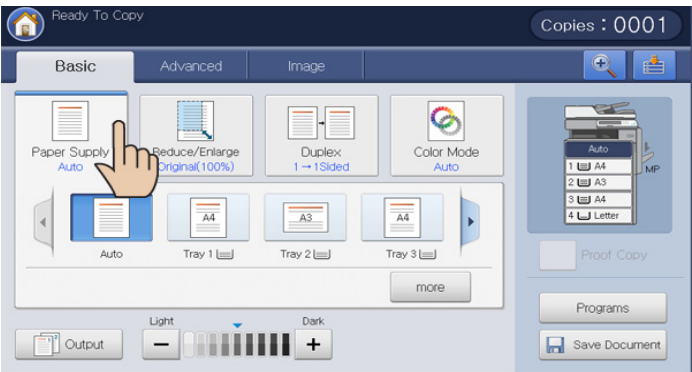 Ready To Copy
Copies : 0001
Basic
Advanced
Image
Paper Supply
Auto
Reduce/Enlarge
Original(100%)
Duplex
1→1Sided
Color Mode
Auto
A4
A3
A4
Auto
Tray 1
Tray 2
Tray 3
more
Light
Dark
Output
Auto
1 A4
2 A3
3 A4
4 Letter
MP
Proof Copy
Programs
Save Document